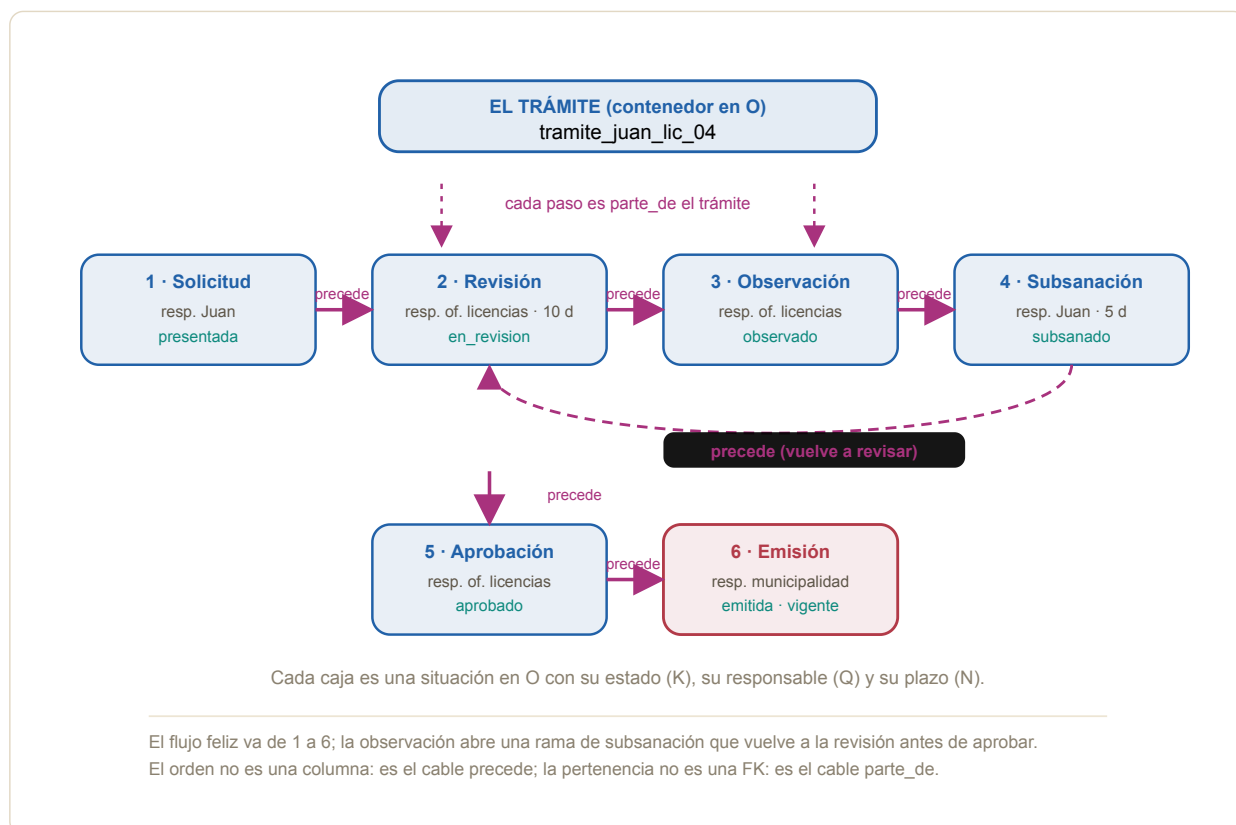 EL TRÁMITE (contenedor en O)
tramite_juan_lic_04
cada paso es parte_de el trámite
1 · Solicitud
resp. Juan
presentada
precede
2 · Revisión
resp. of. licencias · 10 d
en_revision
precede
3 · Observación
resp. of. licencias
observado
precede
4 · Subsanación
resp. Juan · 5 d
subsanado
precede (vuelve a revisar)
precede
5 · Aprobación
resp. of. licencias
aprobado
precede
6 · Emisión
resp. municipalidad
emitida · vigente
Cada caja es una situación en O con su estado (K), su responsable (Q) y su plazo (N).
El flujo feliz va de 1 a 6; la observación abre una rama de subsanación que vuelve a la revisión antes de aprobar.
El orden no es una columna: es el cable precede; la pertenencia no es una FK: es el cable parte_de.